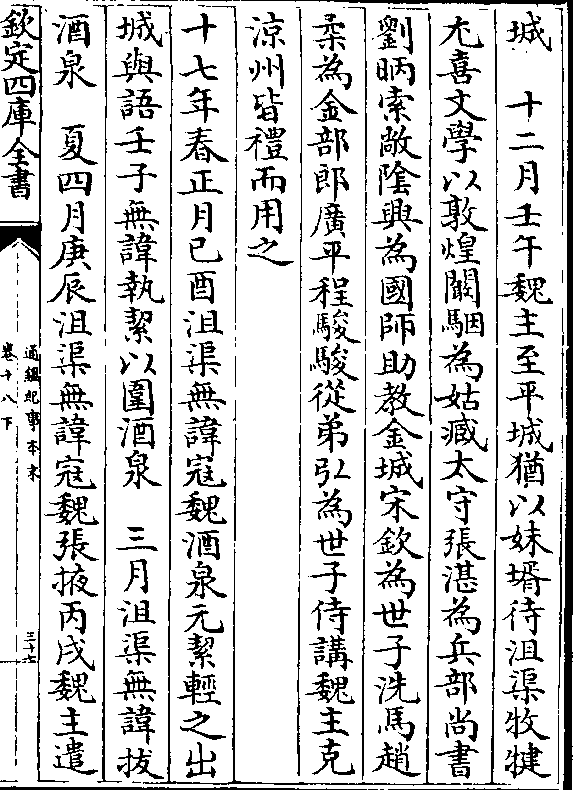 城　十二月壬午魏主至平城猶以妹壻待沮渠牧犍
尤喜文學以敦煌闞駰為姑臧太守張湛為兵部尚書
劉昞索敞陰興為國師助教金城宋欽為世子洗馬趙
柔為金部郎廣平程駿駿從弟弘為世子侍講魏主克
涼州皆禮而用之
十七年春正月己酉沮渠無諱寇魏酒泉元絜輕之出
城與語壬子無諱執絜以圍酒泉　三月沮渠無諱拔
酒泉　夏四月庚辰沮渠無諱寇魏張掖丙戌魏主遣
欽定四庫全書
通鑑紀事本末
卷十八下
三十六